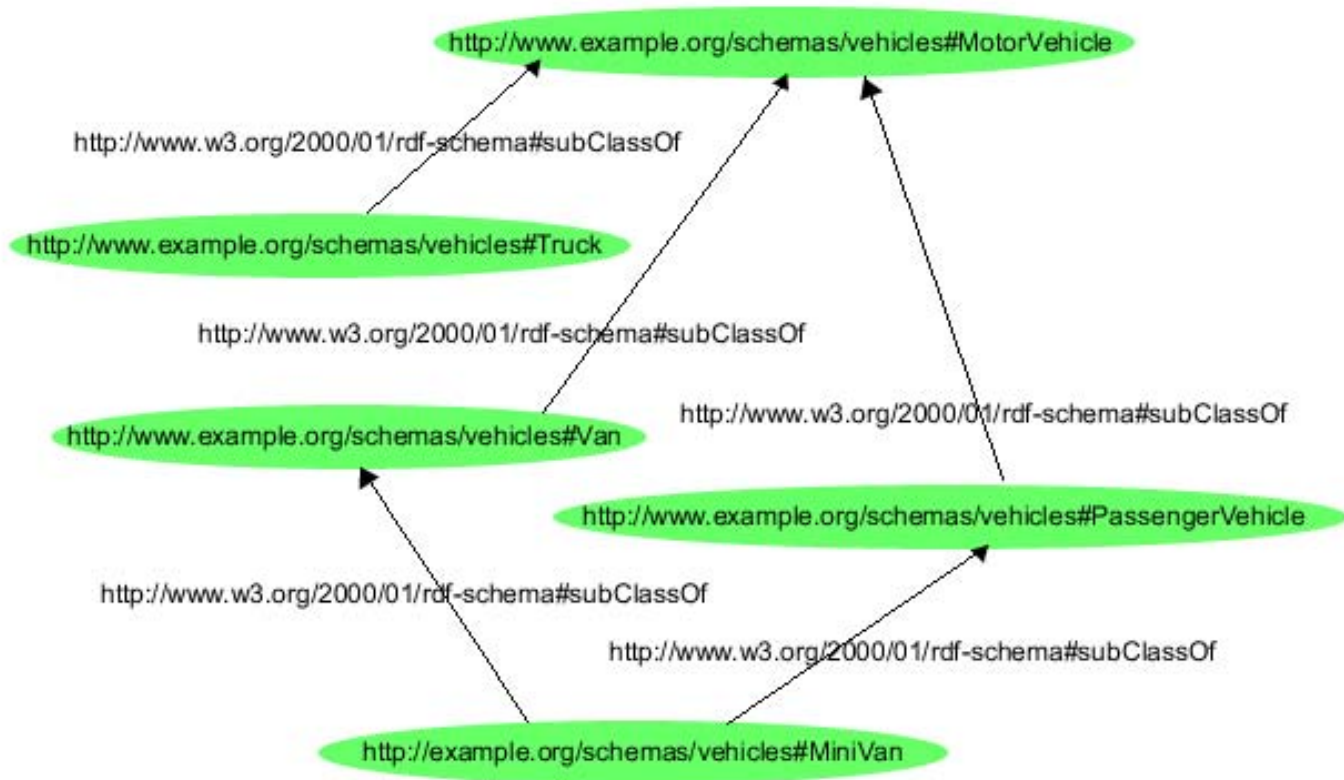 http://www.example.org/schemas/vehicles#MotorVehicle
http://www.w3.org/2000/01/rdf-schema#subClassOf
http://www.example.org/schemas/vehicles#Truck
http://www.w3.org/2000/01/rdf-schema#subClassOf
http://www.w3.org/2000/01/rdf-schema#subClassOf
http://www.example.org/schemas/vehicles#Van
http://www.example.org/schemas/vehicles#PassengerVehicle
http://www.w3.org/2000/01/rdf-schema#subClassOf
http://www.w3.org/2000/01/rdf-schema#subClassOf
http://example.org/schemas/vehicles#MiniVan